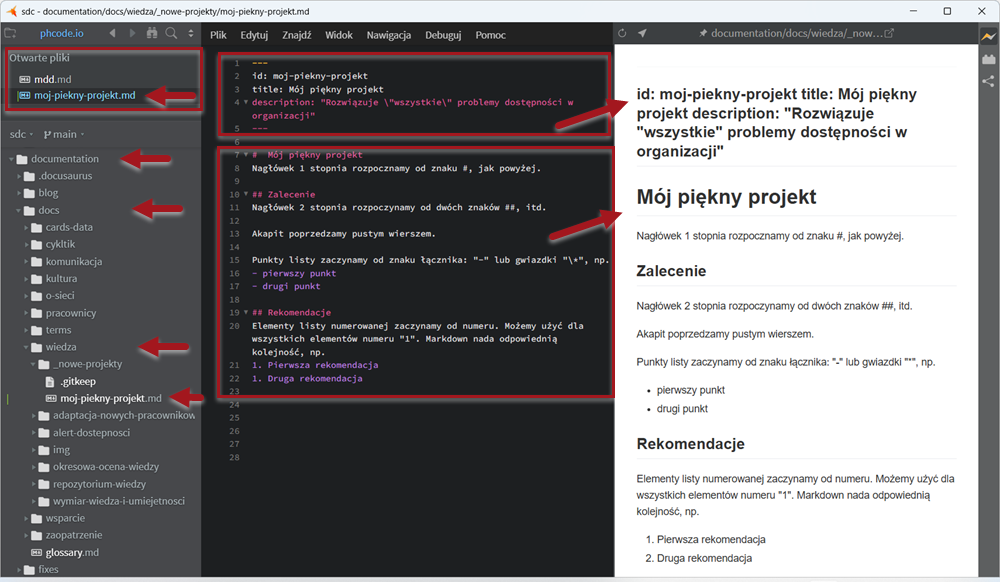 sdc - documentation/docs/wiedza/_nowe-projekty/moj-piekny-projekt.md
phcode.io
Plik Edytuj Znajdź Widok Nawigacja Debuguj Pomoc
documentation/docs/wiedza/_now...
Otwarte pliki
mdd.md
moj-piekny-projekt.md
sdc
main
documentation
.docusaurus
blog
docs
cards-data
cykltik
komunikacja
kultura
o-sieci
pracownicy
terms
wiedza
_nowe-projekty
.gitkeep
moj-piekny-projekt.md
adaptacja-nowych-pracownikow
alert-dostepnosci
img
okresowa-ocena-wiedzy
repozytorium-wiedzy
wymiar-wiedza-i-umiejetnosci
wsparcie
zaopatrzenie
glossary.md
fixes
1 ---
2 id: moj-piekny-projekt
3 title: Mój piękny projekt
4 description: "Rozwiązuje \"wszystkie\" problemy dostępności w
organizacji"
5 ---
6
7 # Mój piękny projekt
8 Nagłówek 1 stopnia rozpocznamy od znaku #, jak powyżej.
9
10 ## Zalecenie
11 Nagłówek 2 stopnia rozpoczynamy od dwóch znaków ##, itd.
12
13 Akapit poprzedzamy pustym wierszem.
14
15 Punkty listy zaczynamy od znaku łącznika: "-" lub gwiazdki "\*", np.
16 - pierwszy punkt
17 - drugi punkt
18
19 ## Rekomendacje
20 Elementy listy numerowanej zaczynamy od numeru. Możemy użyć dla
wszystkich elementów numeru "1". Markdown nada odpowiednią
kolejność, np.
21 1. Pierwsza rekomendacja
22 1. Druga rekomendacja
23
24
25
26
27
28
id: moj-piekny-projekt title: Mój piękny
projekt description: "Rozwiązuje
"wszystkie" problemy dostępności w
organizacji"
Mój piękny projekt
Nagłówek 1 stopnia rozpocznamy od znaku #, jak powyżej.
Zalecenie
Nagłówek 2 stopnia rozpoczynamy od dwóch znaków ##, itd.
Akapit poprzedzamy pustym wierszem.
Punkty listy zaczynamy od znaku łącznika: "-" lub gwiazdki "*", np.
• pierwszy punkt
• drugi punkt
Rekomendacje
Elementy listy numerowanej zaczynamy od numeru. Możemy użyć dla
wszystkich elementów numeru "1". Markdown nada odpowiednią
kolejność, np.
1. Pierwsza rekomendacja
2. Druga rekomendacja